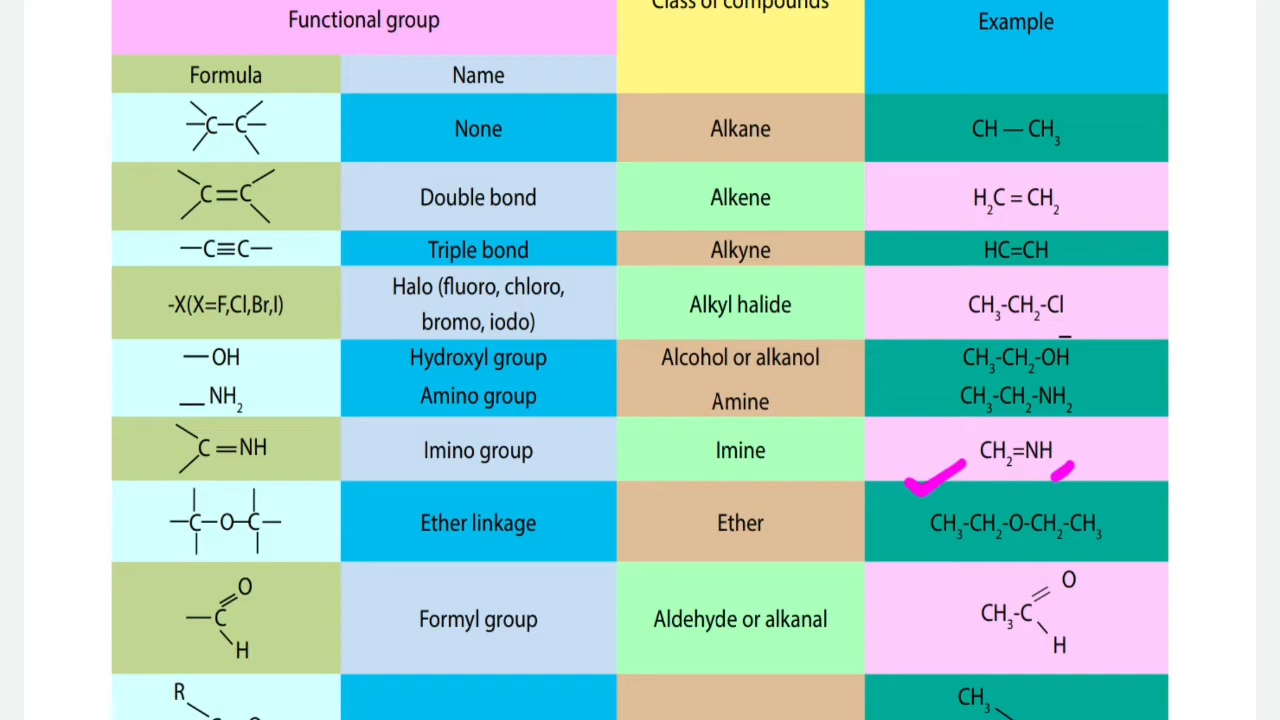 Functional group
Class of compounds
Example
Formula
Name
C–C
None
Alkane
CH — CH₃
C=C
Double bond
Alkene
H₂C = CH₂
—C≡C—
Triple bond
Alkyne
HC=CH
-X(X=F,Cl,Br,I)
Halo (fluoro, chloro,
bromo, iodo)
Alkyl halide
CH₃-CH₂-Cl
—OH
Hydroxyl group
Alcohol or alkanol
CH₃-CH₂-OH
__ NH₂
Amino group
Amine
CH₃-CH₂-NH₂
C=NH
Imino group
Imine
CH₂=NH
—C—O—C—
Ether linkage
Ether
CH₃-CH₂-O-CH₂-CH₃
O
—C
H
Formyl group
Aldehyde or alkanal
O
CH₃-C
H
R
CH₃